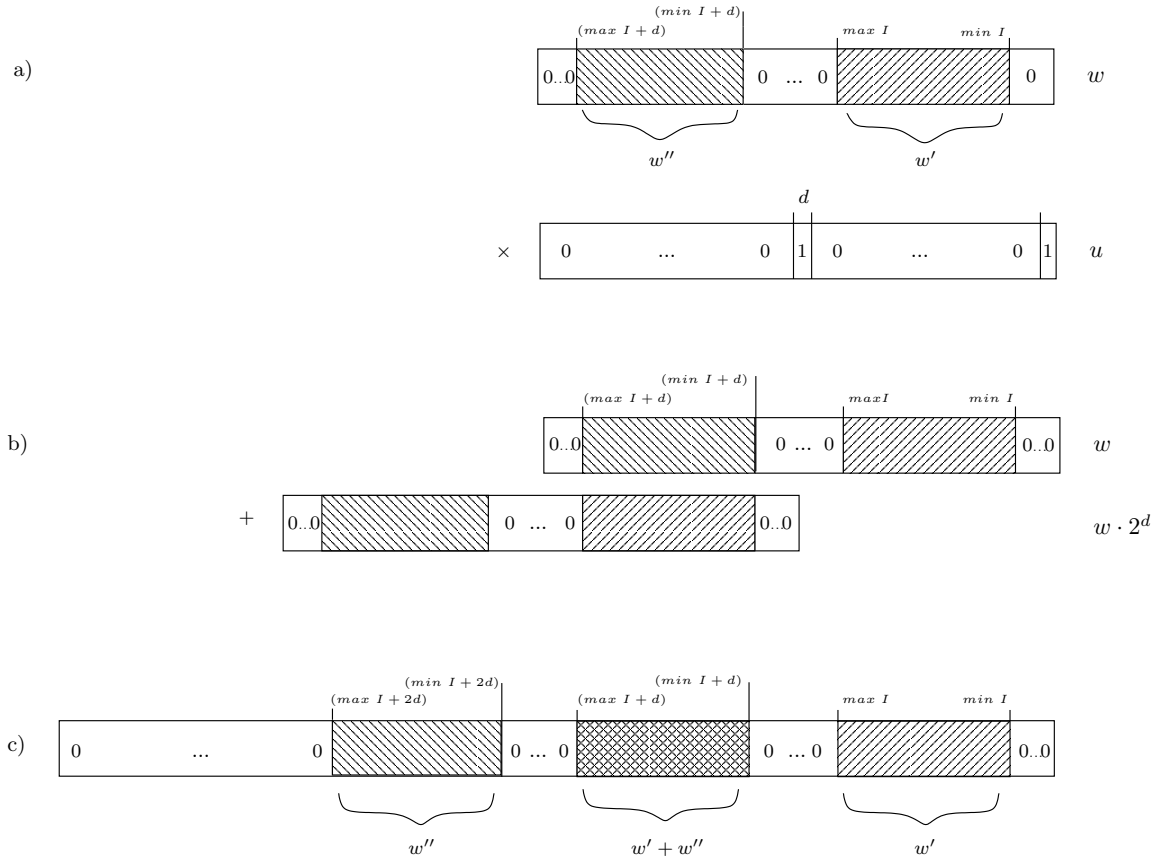 (min I + d)
(max I + d) max I min I
a) 0...0 0 ... 0 0 w
w'' w'
d
× 0 ... 0 1 0 ... 0 1 u
(min I + d)
(max I + d) maxI min I
b) 0...0 0 ... 0 0...0 w
+ 0...0 0 ... 0 0...0 w · 2^d
(min I + 2d) (min I + d)
(max I + 2d) (max I + d) max I min I
c) 0 ... 0 0 ... 0 0 ... 0 0...0
w'' w' + w'' w'